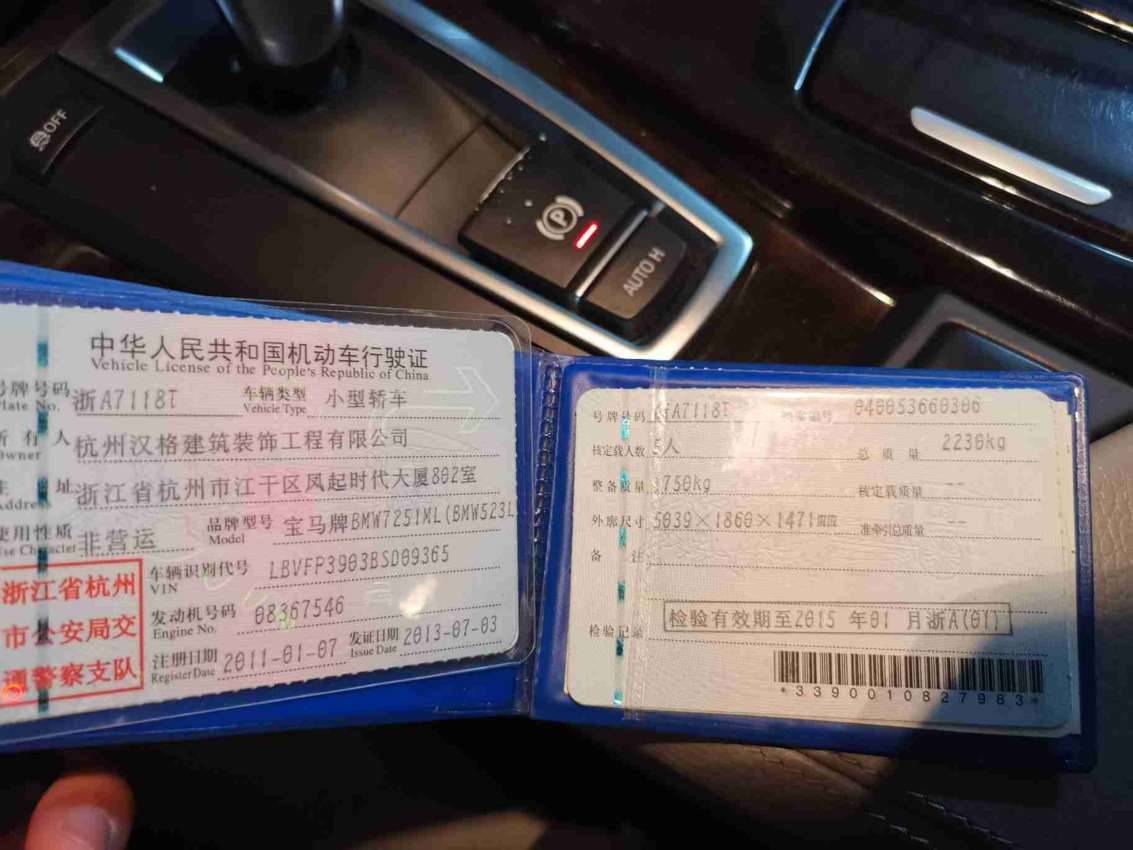 OFF
P
AUTO H
中华人民共和国机动车行驶证
Vehicle License of the People's Republic of China
号牌号码 浙A7118T 车辆类型 小型轿车
Plate No. Vehicle Type
所有人 杭州汉格建筑装饰工程有限公司
Owner
住址 浙江省杭州市江干区凤起时代大厦802室
Address
使用性质 非营运 品牌型号 宝马牌BMW7251ML(BMW523L
Use Character Model
浙江省杭州
市公安局交
通警察支队
车辆识别代号 LBVFP3903BSD09365
VIN
发动机号码 08367546
Engine No.
注册日期 2011-01-07 发证日期 2013-07-03
Register Date Issue Date
号牌号码 浙A7118T 档案编号 040053660306
核定载人数 5人 总质量 2230kg
整备质量 1750kg 核定载质量 --
外廓尺寸 5039×1860×1471mm 准牵引总质量 --
备注
检验记录 检验有效期至2015年01月浙A(01)
*3390010827983*